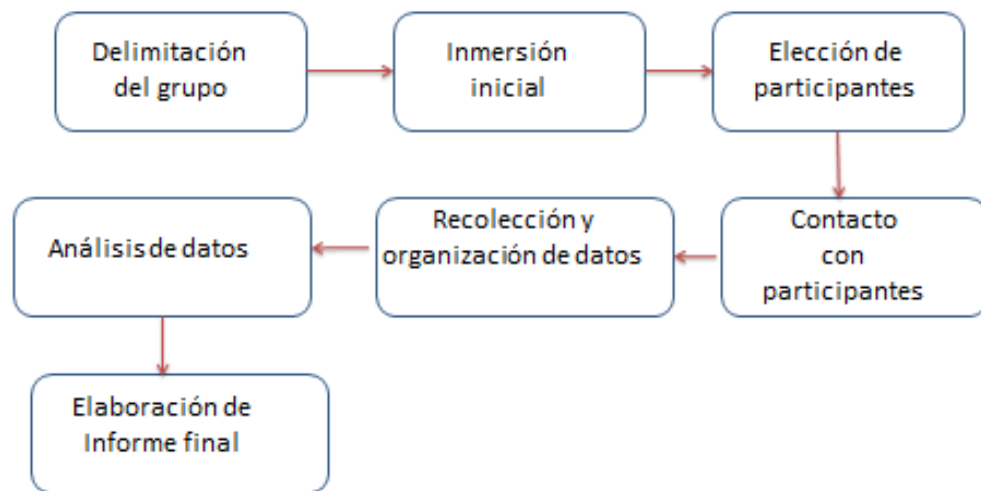 Delimitación
del grupo
Inmersión
inicial
Elección de
participantes
Contacto
con
participantes
Recolección y
organización de datos
Análisis de datos
Elaboración de
Informe final